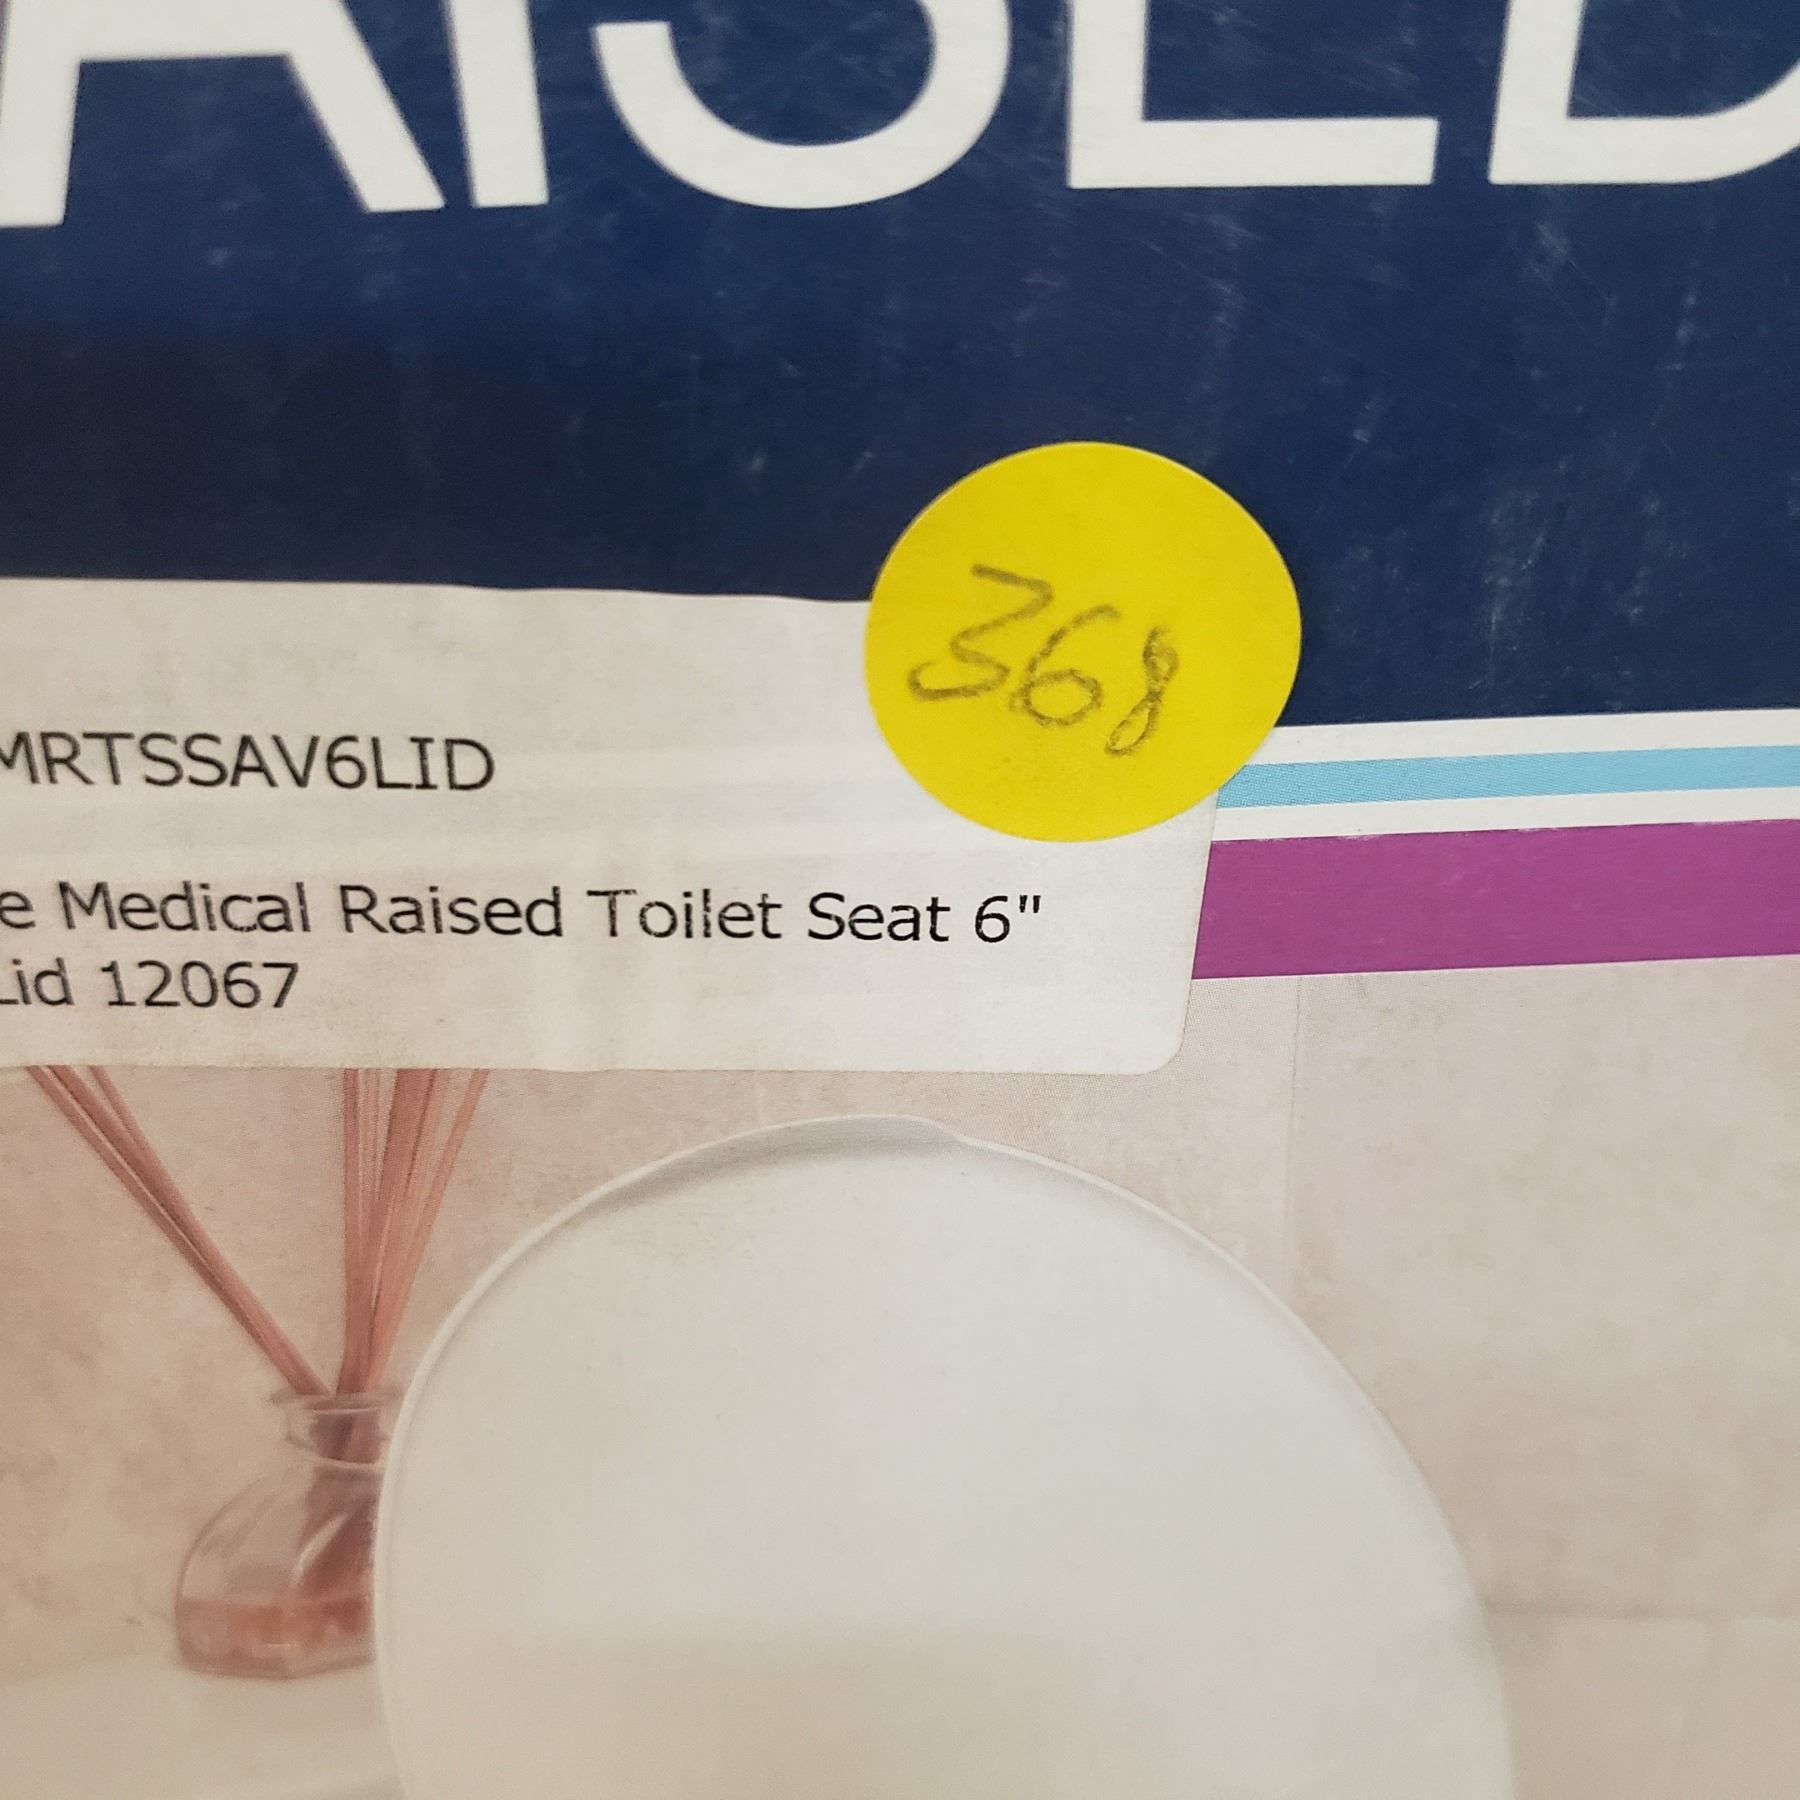 AISED
368
MRTSSAV6LID
e Medical Raised Toilet Seat 6"
Lid 12067